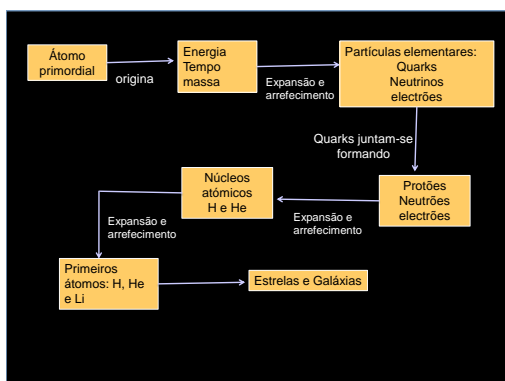 Átomo
primordial
origina
Energia
Tempo
massa
Expansão e
arrefecimento
Partículas elementares:
Quarks
Neutrinos
electrões
Quarks juntam-se
formando
Protões
Neutrões
electrões
Expansão e
arrefecimento
Núcleos
atómicos
H e He
Expansão e
arrefecimento
Primeiros
átomos: H, He
e Li
Estrelas e Galáxias